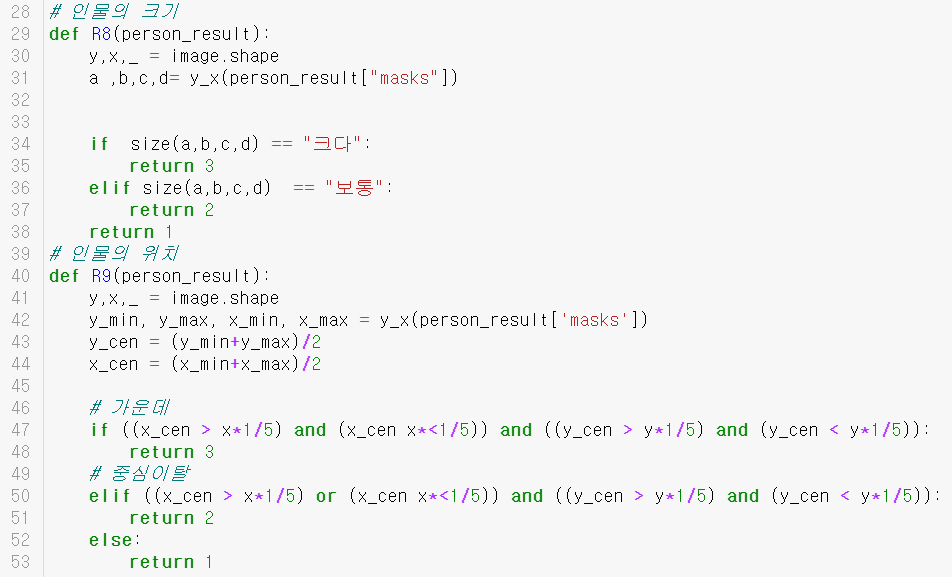 28 # 인물의 크기
29 def R8(person_result):
30     y,x,_ = image.shape
31     a ,b,c,d= y_x(person_result["masks"])
32
33
34     if  size(a,b,c,d) == "크다":
35         return 3
36     elif size(a,b,c,d)  == "보통":
37         return 2
38     return 1
39 # 인물의 위치
40 def R9(person_result):
41     y,x,_ = image.shape
42     y_min, y_max, x_min, x_max = y_x(person_result['masks'])
43     y_cen = (y_min+y_max)/2
44     x_cen = (x_min+x_max)/2
45
46     # 가운데
47     if ((x_cen > x*1/5) and (x_cen x*<1/5)) and ((y_cen > y*1/5) and (y_cen < y*1/5)):
48         return 3
49     # 중심이탈
50     elif ((x_cen > x*1/5) or (x_cen x*<1/5)) and ((y_cen > y*1/5) and (y_cen < y*1/5)):
51         return 2
52     else:
53         return 1